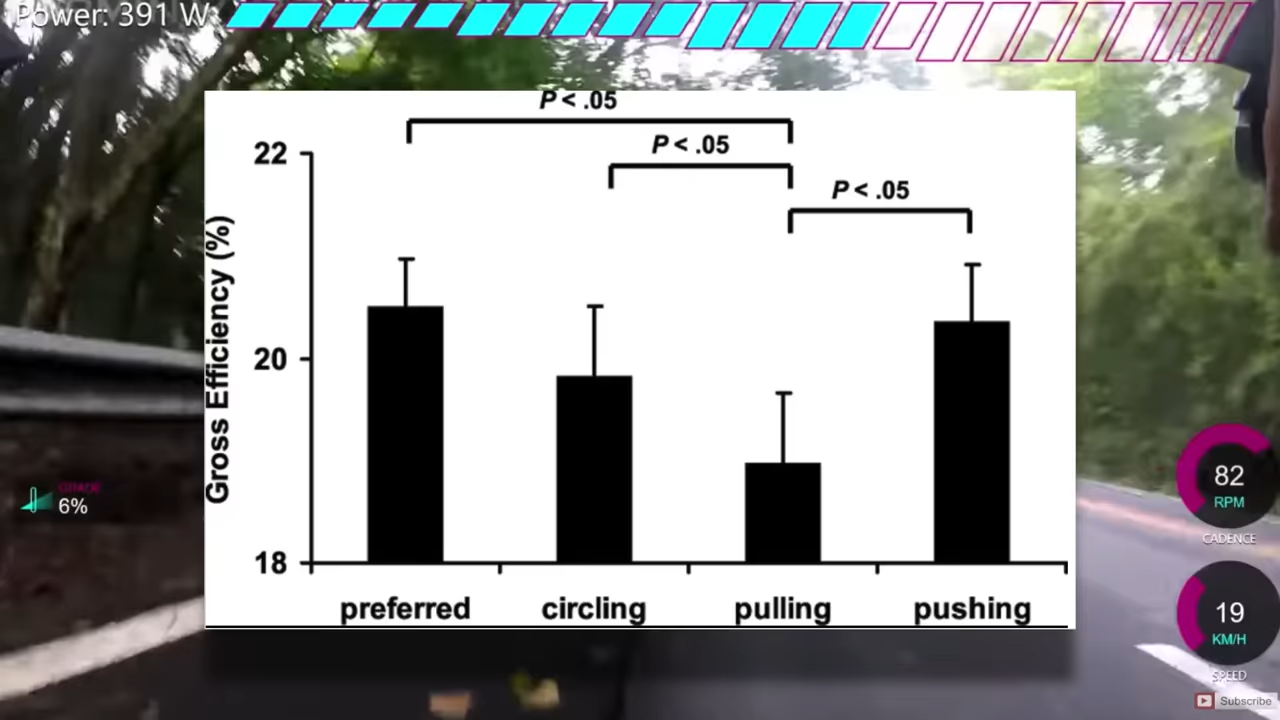 Power: 391 W
P < .05
P < .05
P < .05
22
20
18
Gross Efficiency (%)
preferred
circling
pulling
pushing
GRADE
6%
82
RPM
CADENCE
19
KM/H
SPEED
Subscribe